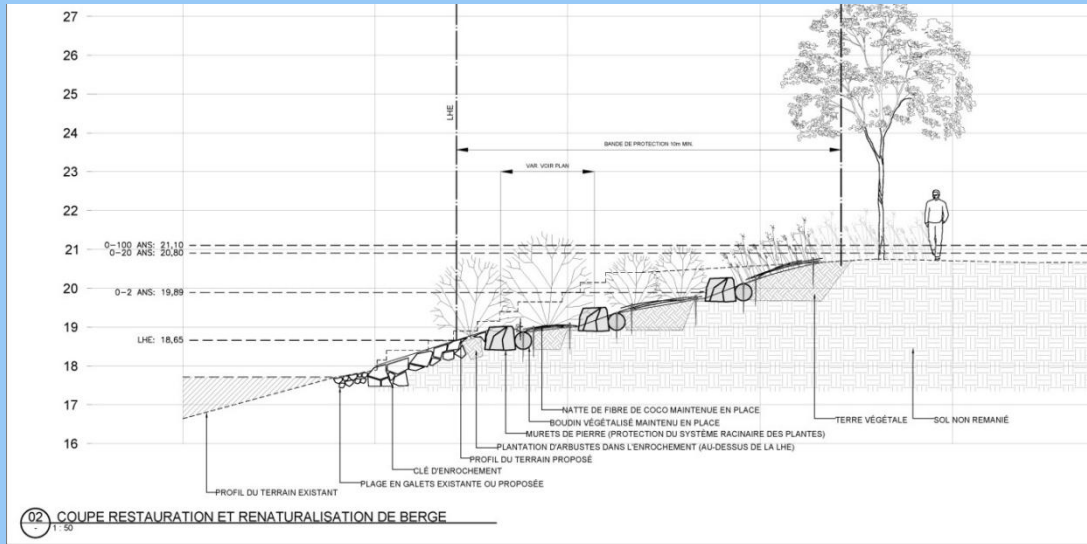 27
26
25
24
23
22
21
20
19
18
17
16
LHE
BANDE DE PROTECTION 10m MIN.
VAR. VOIR PLAN
0-100 ANS: 21,10
0-20 ANS: 20,80
0-2 ANS: 19,89
LHE: 18,65
NATTE DE FIBRE DE COCO MAINTENUE EN PLACE
BOUDIN VÉGÉTALISÉ MAINTENU EN PLACE
MURETS DE PIERRE (PROTECTION DU SYSTÈME RACINAIRE DES PLANTES)
PLANTATION D'ARBUSTES DANS L'ENROCHEMENT (AU-DESSUS DE LA LHE)
PROFIL DU TERRAIN PROPOSÉ
CLÉ D'ENROCHEMENT
PLAGE EN GALETS EXISTANTE OU PROPOSÉE
PROFIL DU TERRAIN EXISTANT
TERRE VÉGÉTALE
SOL NON REMANIÉ
02 COUPE RESTAURATION ET RENATURALISATION DE BERGE
- 1 : 50